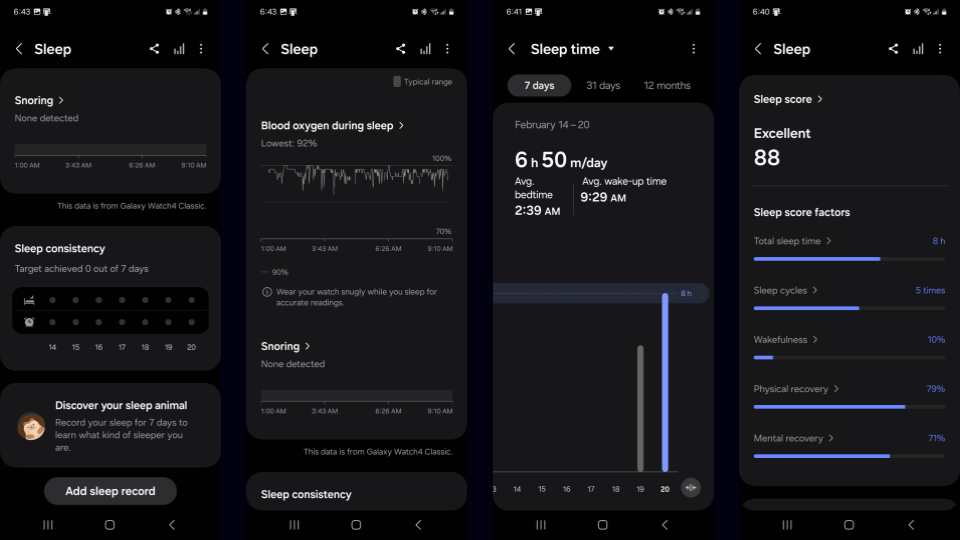 6:43
Sleep
Snoring >
None detected
1:00 AM 3:43 AM 6:26 AM 9:10 AM
This data is from Galaxy Watch4 Classic.
Sleep consistency
Target achieved 0 out of 7 days
14 15 16 17 18 19 20
Discover your sleep animal
Record your sleep for 7 days to
learn what kind of sleeper you
are.
Add sleep record
6:43
Sleep
Typical range
Blood oxygen during sleep >
Lowest: 92%
100%
70%
1:00 AM 3:43 AM 6:26 AM 9:10 AM
90%
Wear your watch snugly while you sleep for
accurate readings.
Snoring >
None detected
1:00 AM 3:43 AM 6:26 AM 9:10 AM
This data is from Galaxy Watch4 Classic.
Sleep consistency
6:41
Sleep time
7 days 31 days 12 months
February 14 – 20
6 h 50 m/day
Avg.
bedtime
2:39 AM
Avg. wake-up time
9:29 AM
8 h
3 14 15 16 17 18 19 20
6:40
Sleep
Sleep score >
Excellent
88
Sleep score factors
Total sleep time > 8 h
Sleep cycles > 5 times
Wakefulness > 10%
Physical recovery > 79%
Mental recovery > 71%